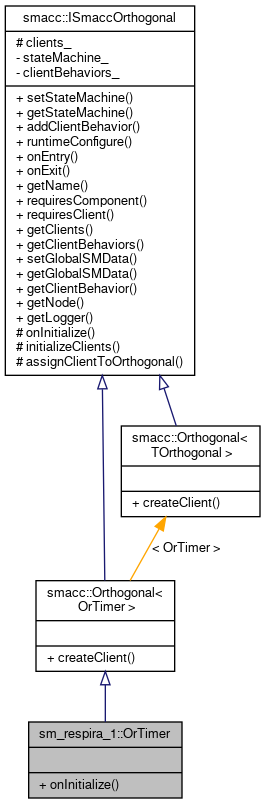 smacc::ISmaccOrthogonal
# clients_
- stateMachine_
- clientBehaviors_
+ setStateMachine()
+ getStateMachine()
+ addClientBehavior()
+ runtimeConfigure()
+ onEntry()
+ onExit()
+ getName()
+ requiresComponent()
+ requiresClient()
+ getClients()
+ getClientBehaviors()
+ setGlobalSMData()
+ getGlobalSMData()
+ getClientBehavior()
+ getNode()
+ getLogger()
# onInitialize()
# initializeClients()
# assignClientToOrthogonal()
smacc::Orthogonal<
TOrthogonal >
+ createClient()
< OrTimer >
smacc::Orthogonal<
OrTimer >
+ createClient()
sm_respira_1::OrTimer
+ onInitialize()